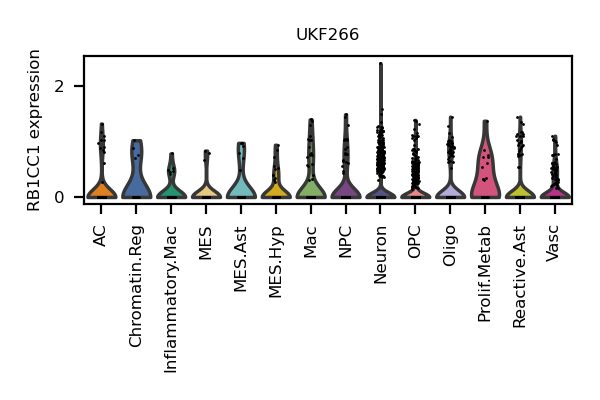 UKF266
RB1CC1 expression
2
0
AC
Chromatin.Reg
Inflammatory.Mac
MES
MES.Ast
MES.Hyp
Mac
NPC
Neuron
OPC
Oligo
Prolif.Metab
Reactive.Ast
Vasc